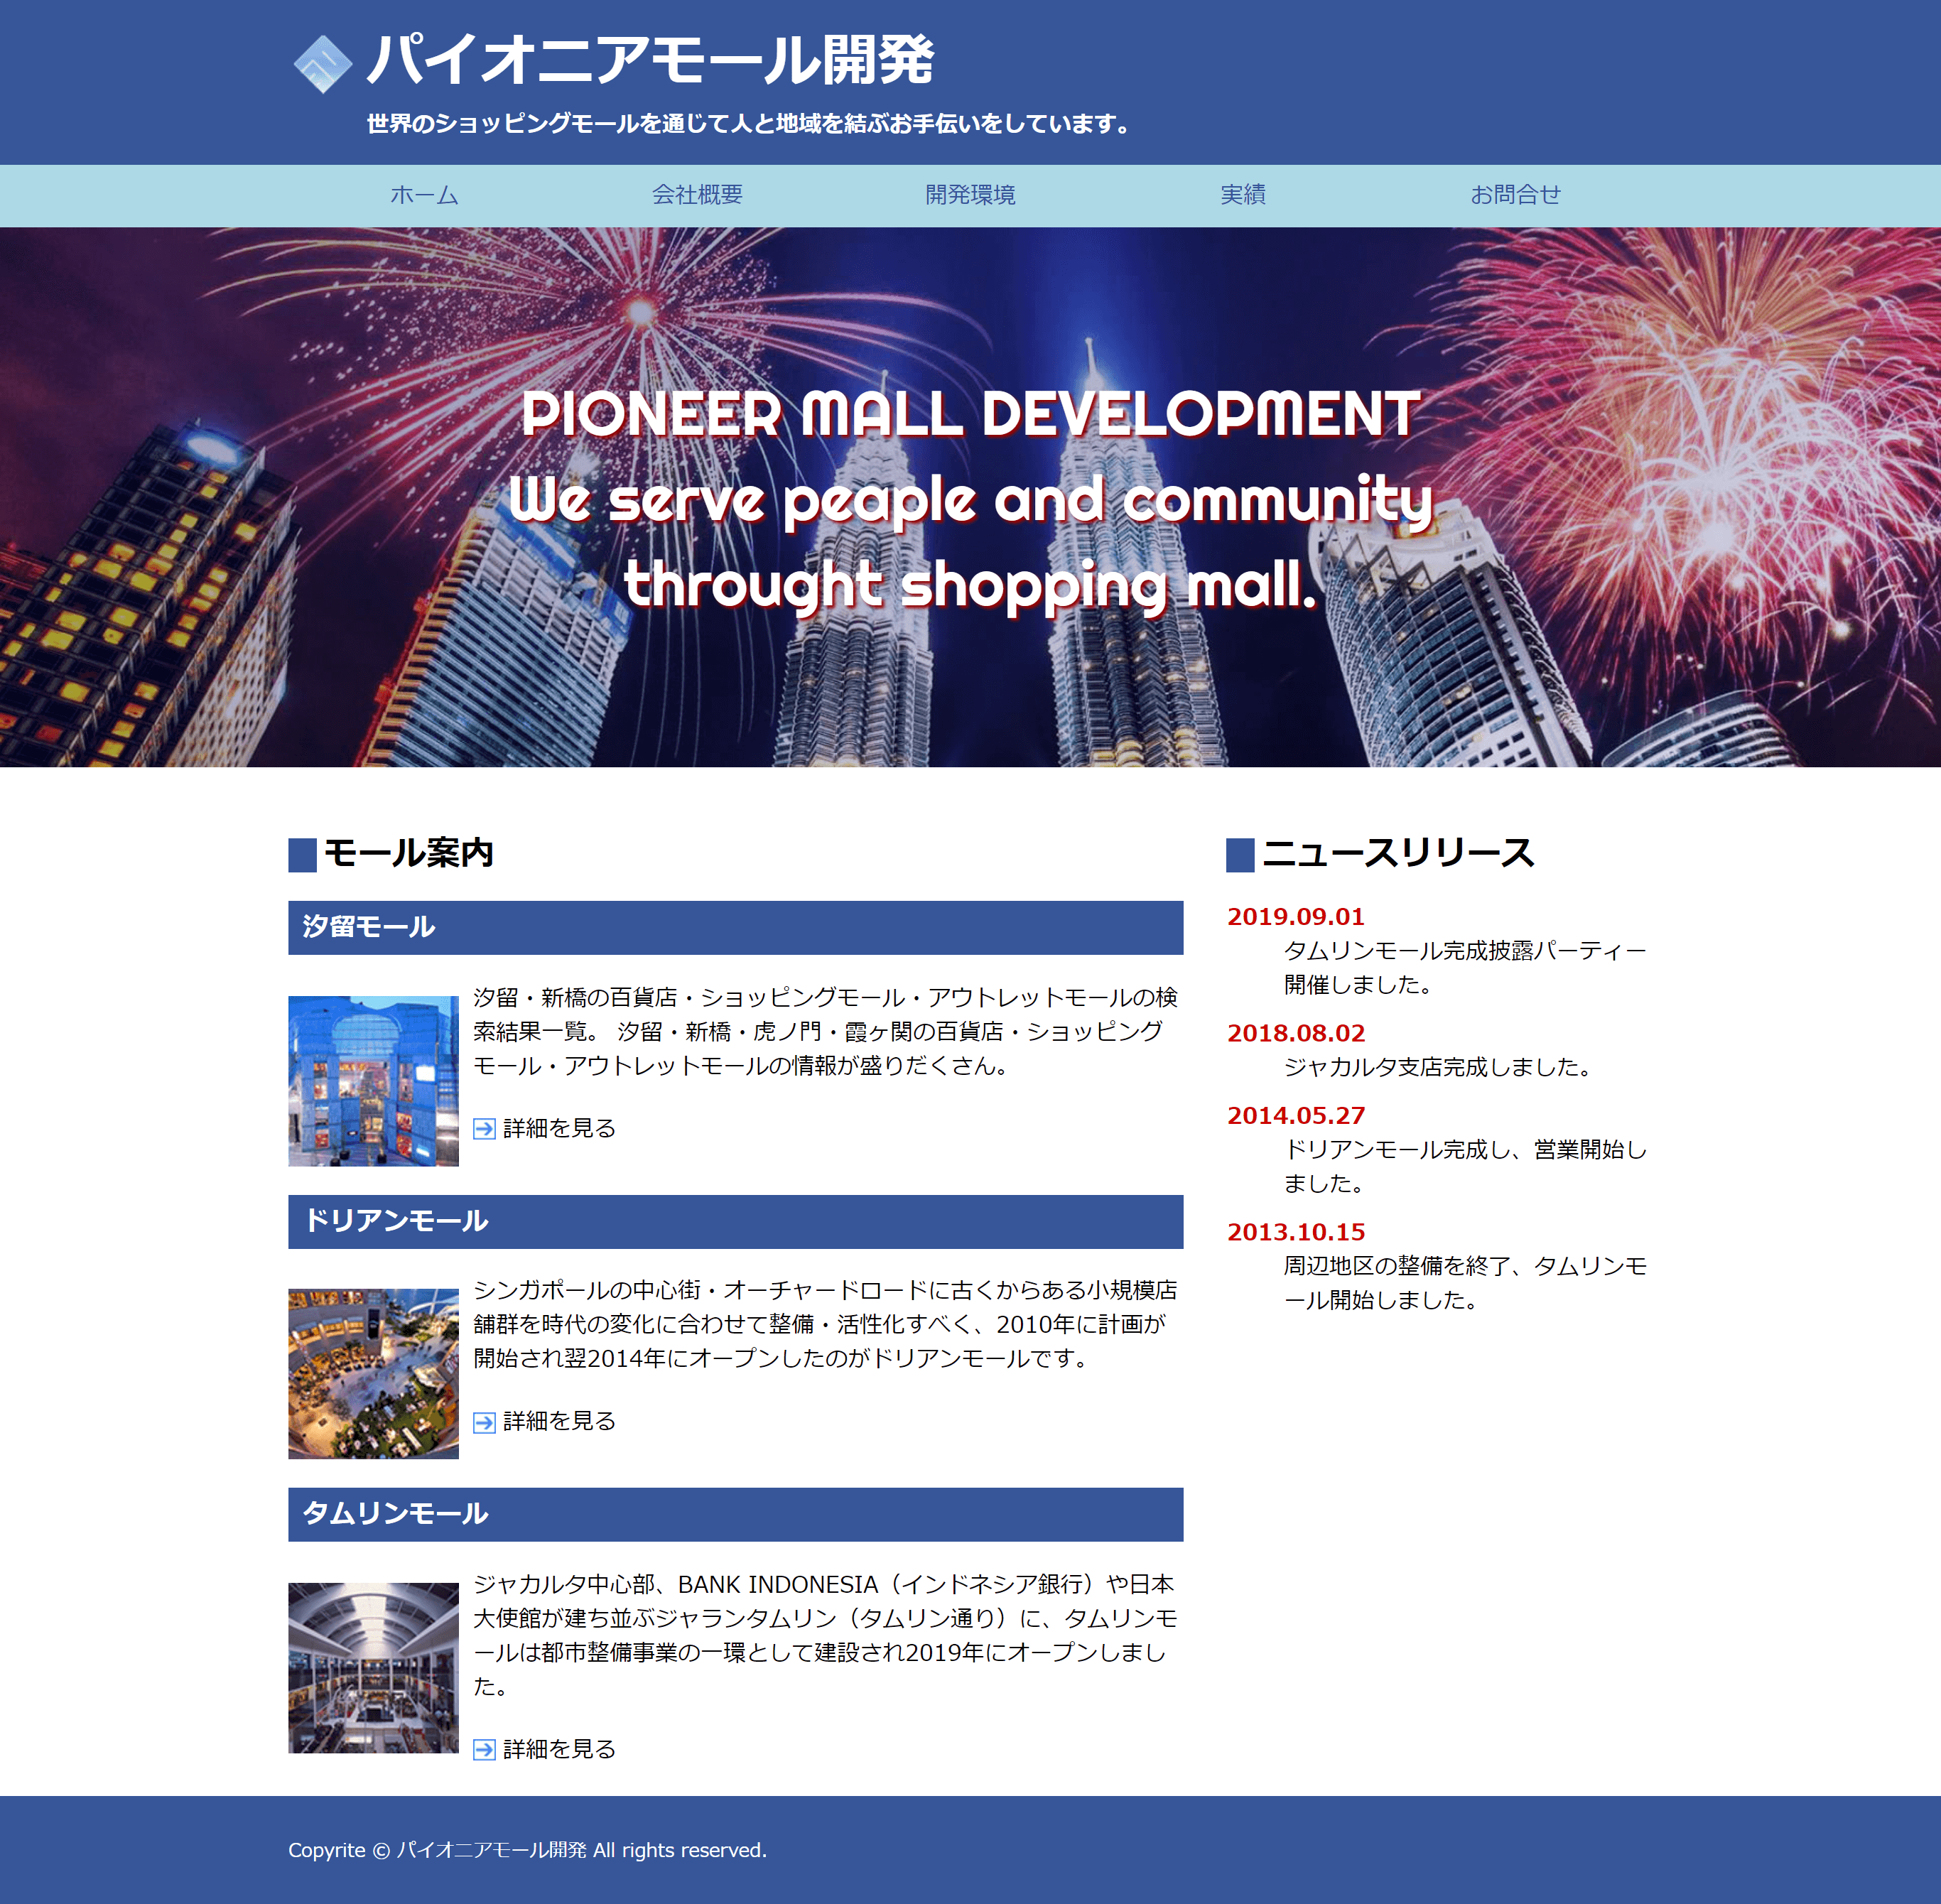 パイオニアモール開発
世界のショッピングモールを通じて人と地域を結ぶお手伝いをしています。
ホーム 会社概要 開発環境 実績 お問合せ
PIONEER MALL DEVELOPMENT
We serve peaple and community
throught shopping mall.
モール案内
汐留モール
汐留・新橋の百貨店・ショッピングモール・アウトレットモールの検
索結果一覧。 汐留・新橋・虎ノ門・霞ヶ関の百貨店・ショッピング
モール・アウトレットモールの情報が盛りだくさん。
詳細を見る
ドリアンモール
シンガポールの中心街・オーチャードロードに古くからある小規模店
舗群を時代の変化に合わせて整備・活性化すべく、2010年に計画が
開始され翌2014年にオープンしたのがドリアンモールです。
詳細を見る
タムリンモール
ジャカルタ中心部、BANK INDONESIA（インドネシア銀行）や日本
大使館が建ち並ぶジャランタムリン（タムリン通り）に、タムリンモ
ールは都市整備事業の一環として建設され2019年にオープンしまし
た。
詳細を見る
ニュースリリース
2019.09.01
タムリンモール完成披露パーティー
開催しました。
2018.08.02
ジャカルタ支店完成しました。
2014.05.27
ドリアンモール完成し、営業開始し
ました。
2013.10.15
周辺地区の整備を終了、タムリンモ
ール開始しました。
Copyrite © パイオニアモール開発 All rights reserved.